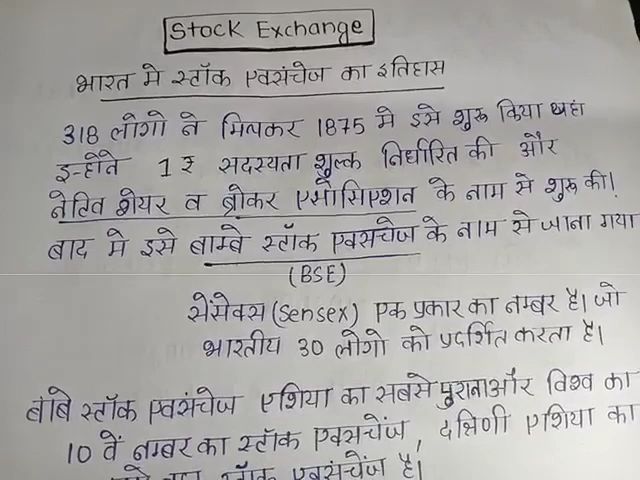 Stock Exchange
भारत मे स्टॉक एक्सचेंज का इतिहास
318 लोगो ने मिलकर 1875 मे इसे शुरू किया यहां
इन्होंने 1 रु सदस्यता शुल्क निर्धारित की और
नेटिव शेयर व ब्रोकर एसोसिएशन के नाम से शुरू की।
बाद मे इसे बाम्बे स्टॉक एक्सचेंज के नाम से जाना गया
(BSE)
सेंसेक्स (Sensex) एक प्रकार का नम्बर है। जो
भारतीय 30 लोगो को प्रदर्शित करता है।
बांबे स्टॉक एक्सचेंज एशिया का सबसे पुराना और विश्व का
10 वें नम्बर का स्टॉक एक्सचेंज, दक्षिणी एशिया का
स्टॉक एक्सचेंज है।